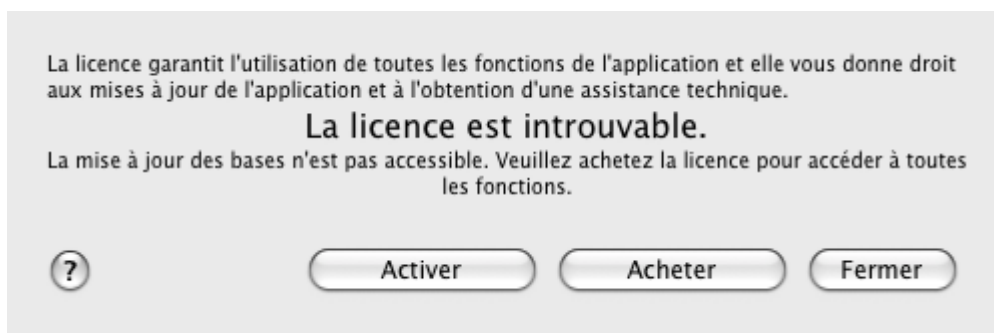 La licence garantit l'utilisation de toutes les fonctions de l'application et elle vous donne droit
aux mises à jour de l'application et à l'obtention d'une assistance technique.
La licence est introuvable.
La mise à jour des bases n'est pas accessible. Veuillez achetez la licence pour accéder à toutes
les fonctions.
? Activer Acheter Fermer